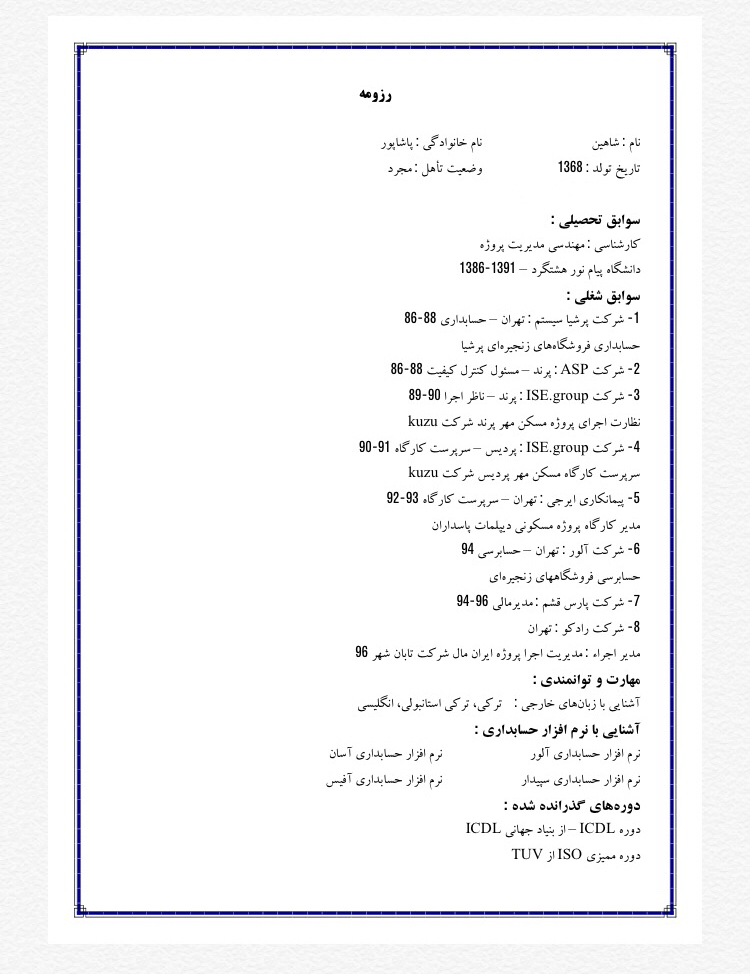 رزومه
نام : شاهین نام خانوادگی : پاشاپور
تاریخ تولد : 1368 وضعیت تأهل : مجرد
سوابق تحصیلی :
کارشناسی : مهندسی مدیریت پروژه
دانشگاه پیام نور هشتگرد – 1391-1386
سوابق شغلی :
1- شرکت پرشیا سیستم : تهران – حسابداری 88-86
حسابداری فروشگاه‌های زنجیره‌ای پرشیا
2- شرکت ASP : پرند – مسئول کنترل کیفیت 88-86
3- شرکت ISE.group : پرند – ناظر اجرا 90-89
نظارت اجرای پروژه مسکن مهر پرند شرکت kuzu
4- شرکت ISE.group : پردیس – سرپرست کارگاه 91-90
سرپرست کارگاه مسکن مهر پردیس شرکت kuzu
5- پیمانکاری ایرجی : تهران – سرپرست کارگاه 93-92
مدیر کارگاه پروژه مسکونی دیپلمات پاسداران
6- شرکت آلور : تهران – حسابرسی 94
حسابرسی فروشگاههای زنجیره‌ای
7- شرکت پارس قشم : مدیرمالی 96-94
8- شرکت رادکو : تهران
مدیر اجراء : مدیریت اجرا پروژه ایران مال شرکت تابان شهر 96
مهارت و توانمندی :
آشنایی با زبان‌های خارجی : ترکی، ترکی استانبولی، انگلیسی
آشنایی با نرم افزار حسابداری :
نرم افزار حسابداری آلور نرم افزار حسابداری آسان
نرم افزار حسابداری سپیدار نرم افزار حسابداری آفیس
دوره‌های گذرانده شده :
دوره ICDL – از بنیاد جهانی ICDL
دوره ممیزی ISO از TUV